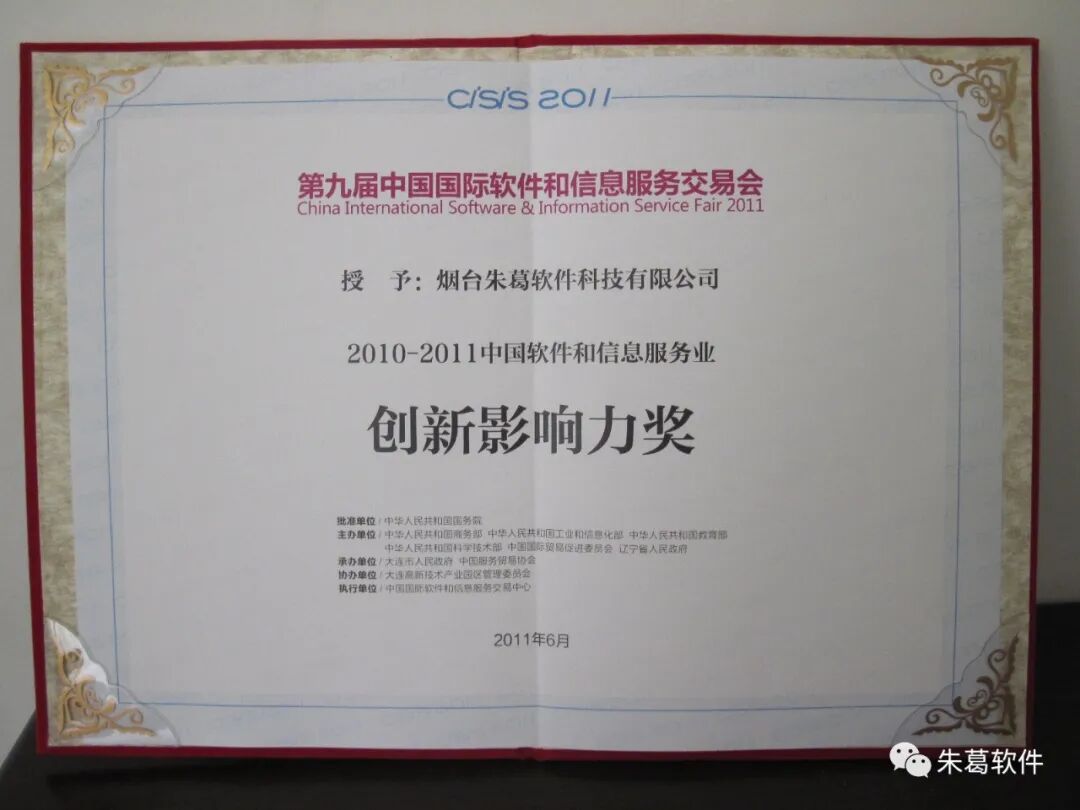 CISIS 2011
第九届中国国际软件和信息服务交易会
China International Software & Information Service Fair 2011
授 予：烟台朱葛软件科技有限公司
2010-2011中国软件和信息服务业
创新影响力奖
批准单位/中华人民共和国国务院
主办单位/中华人民共和国商务部 中华人民共和国工业和信息化部 中华人民共和国教育部
中华人民共和国科学技术部 中国国际贸易促进委员会 辽宁省人民政府
承办单位/大连市人民政府 中国服务贸易协会
协办单位/大连高新技术产业园区管理委员会
执行单位/中国国际软件和信息服务交易中心
2011年6月
朱葛软件